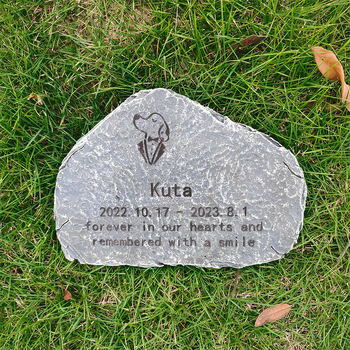 Kuta
2022.10.17 - 2023.8.1
forever in our hearts and
remembered with a smile